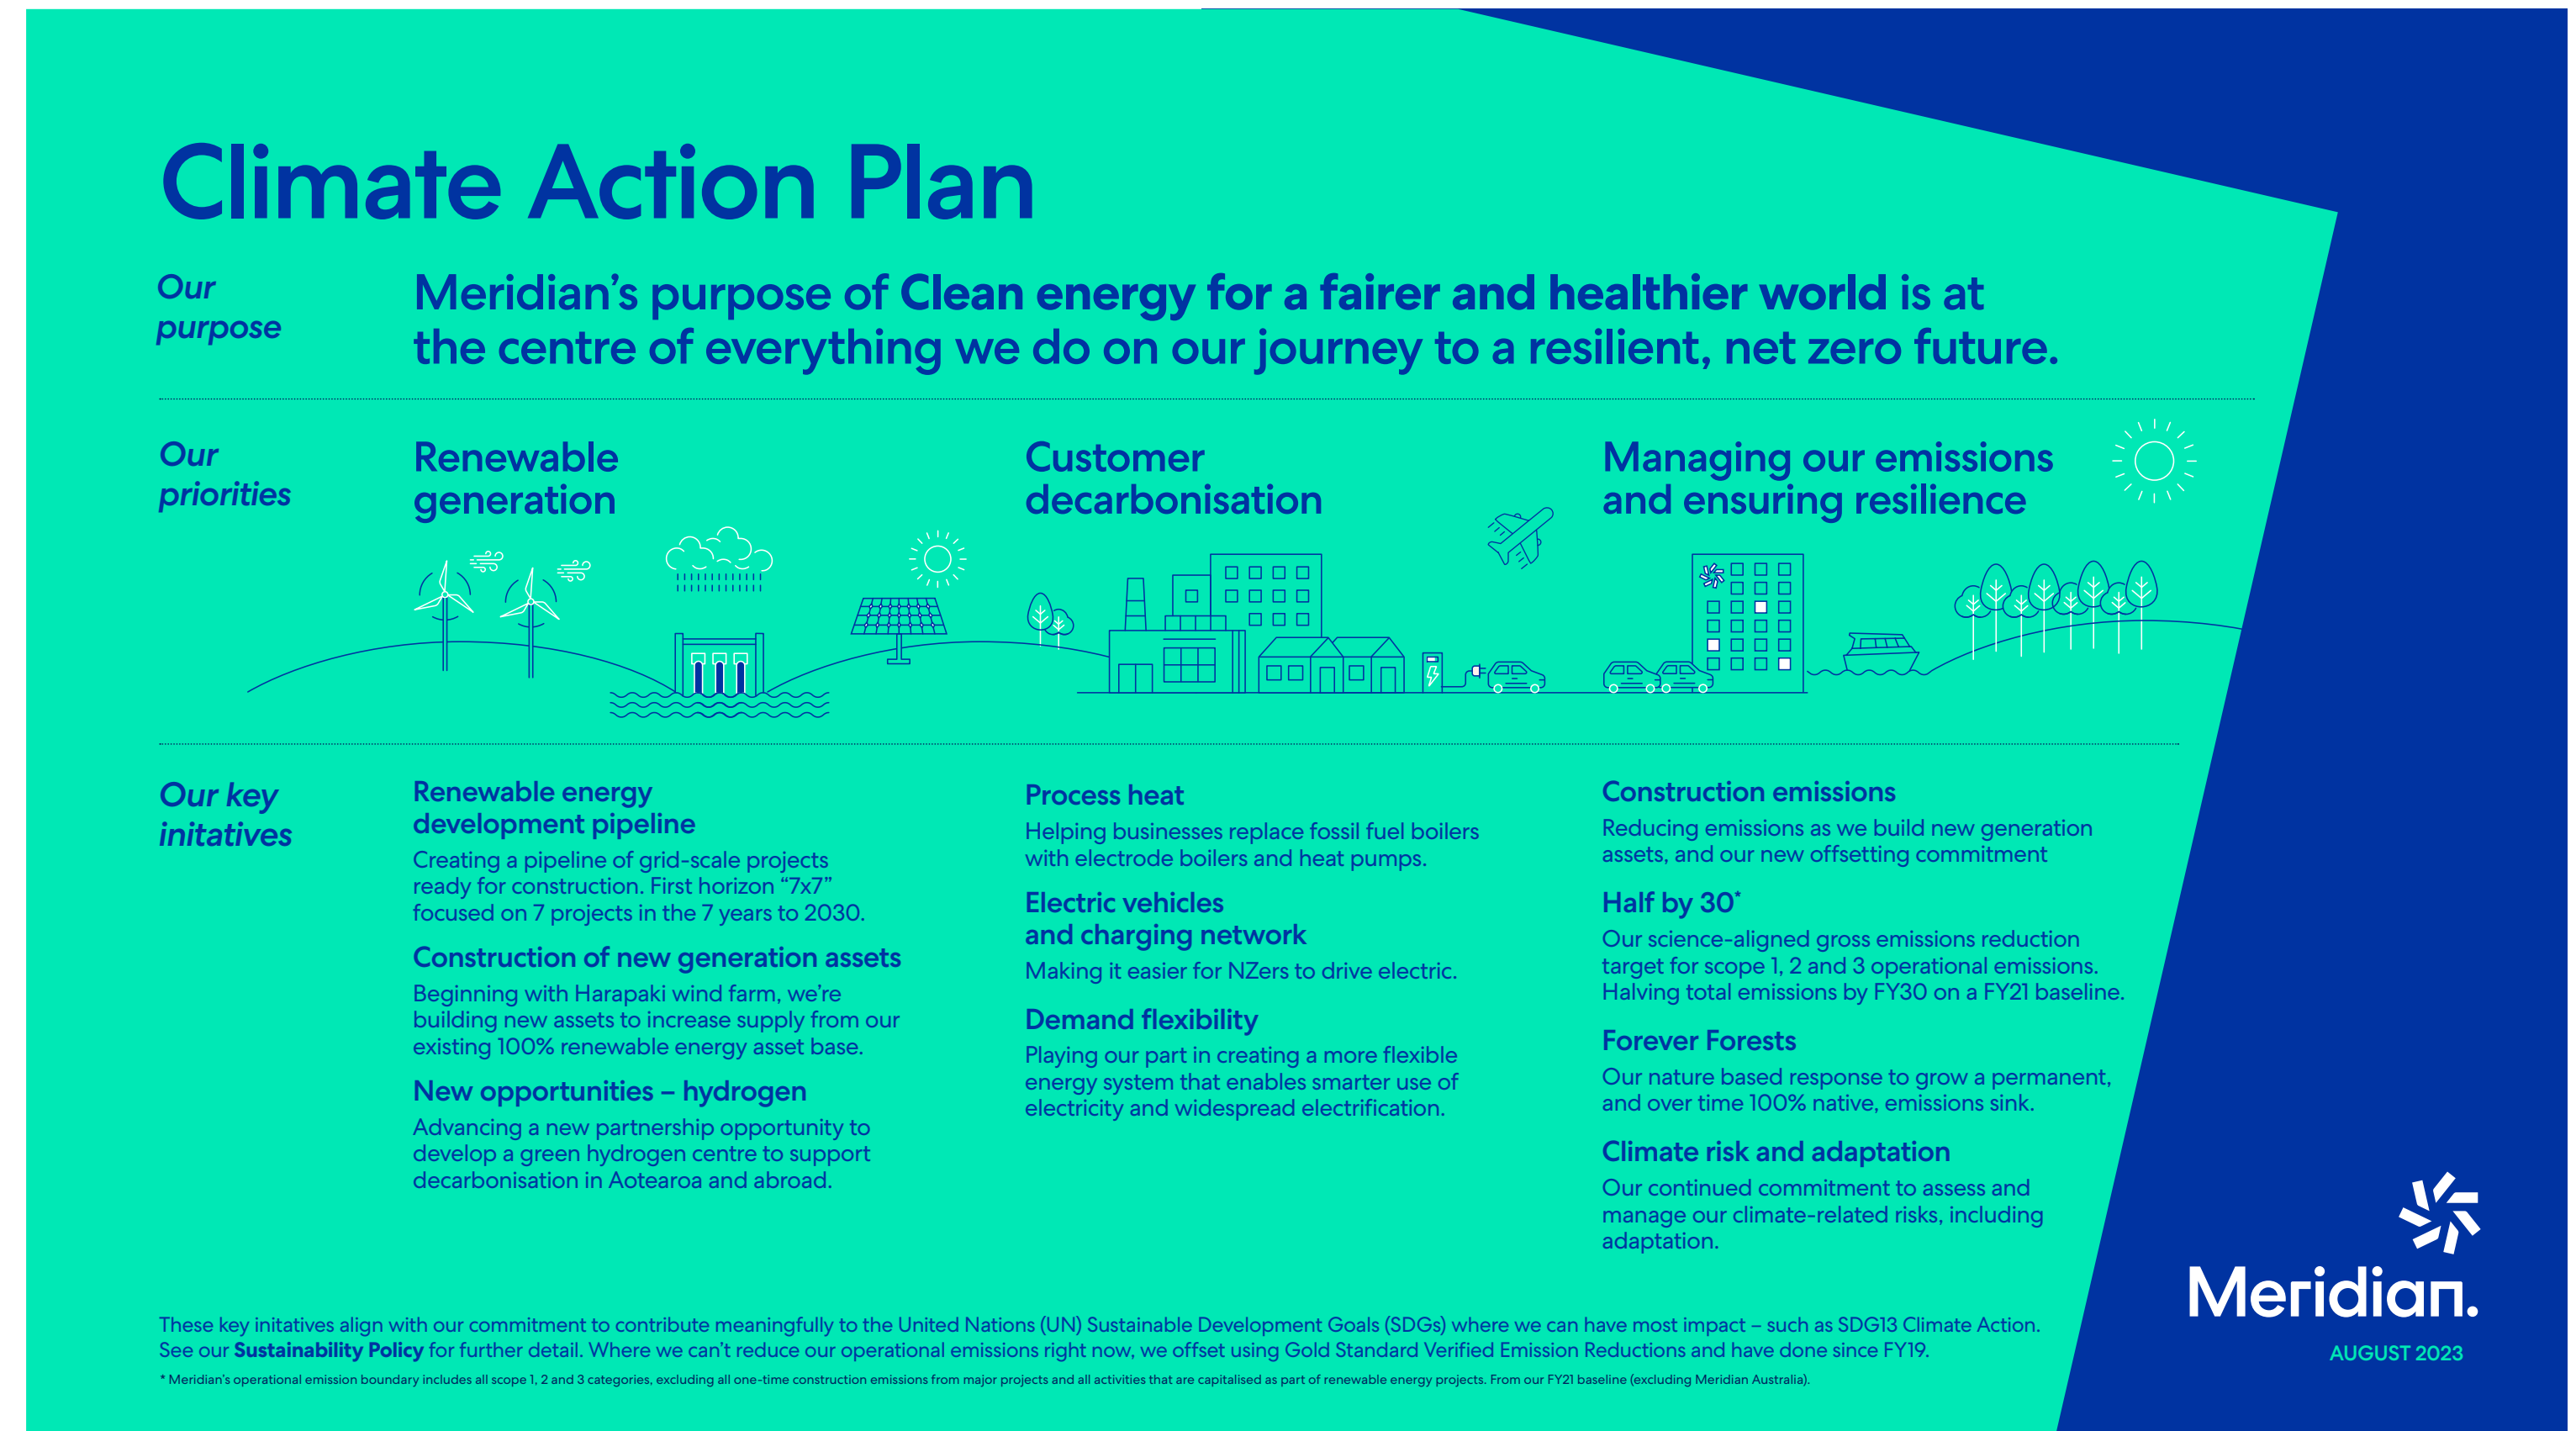 Climate Action Plan
Our
purpose
Meridian’s purpose of Clean energy for a fairer and healthier world is at
the centre of everything we do on our journey to a resilient, net zero future.
Our
priorities
Renewable
generation
Customer
decarbonisation
Managing our emissions
and ensuring resilience
Our key
initatives
Renewable energy
development pipeline
Creating a pipeline of grid-scale projects
ready for construction. First horizon “7x7”
focused on 7 projects in the 7 years to 2030.
Construction of new generation assets
Beginning with Harapaki wind farm, we’re
building new assets to increase supply from our
existing 100% renewable energy asset base.
New opportunities – hydrogen
Advancing a new partnership opportunity to
develop a green hydrogen centre to support
decarbonisation in Aotearoa and abroad.
Process heat
Helping businesses replace fossil fuel boilers
with electrode boilers and heat pumps.
Electric vehicles
and charging network
Making it easier for NZers to drive electric.
Demand flexibility
Playing our part in creating a more flexible
energy system that enables smarter use of
electricity and widespread electrification.
Construction emissions
Reducing emissions as we build new generation
assets, and our new offsetting commitment
Half by 30*
Our science-aligned gross emissions reduction
target for scope 1, 2 and 3 operational emissions.
Halving total emissions by FY30 on a FY21 baseline.
Forever Forests
Our nature based response to grow a permanent,
and over time 100% native, emissions sink.
Climate risk and adaptation
Our continued commitment to assess and
manage our climate-related risks, including
adaptation.
These key initatives align with our commitment to contribute meaningfully to the United Nations (UN) Sustainable Development Goals (SDGs) where we can have most impact – such as SDG13 Climate Action.
See our Sustainability Policy for further detail. Where we can’t reduce our operational emissions right now, we offset using Gold Standard Verified Emission Reductions and have done since FY19.
* Meridian’s operational emission boundary includes all scope 1, 2 and 3 categories, excluding all one-time construction emissions from major projects and all activities that are capitalised as part of renewable energy projects. From our FY21 baseline (excluding Meridian Australia).
Meridian.
AUGUST 2023